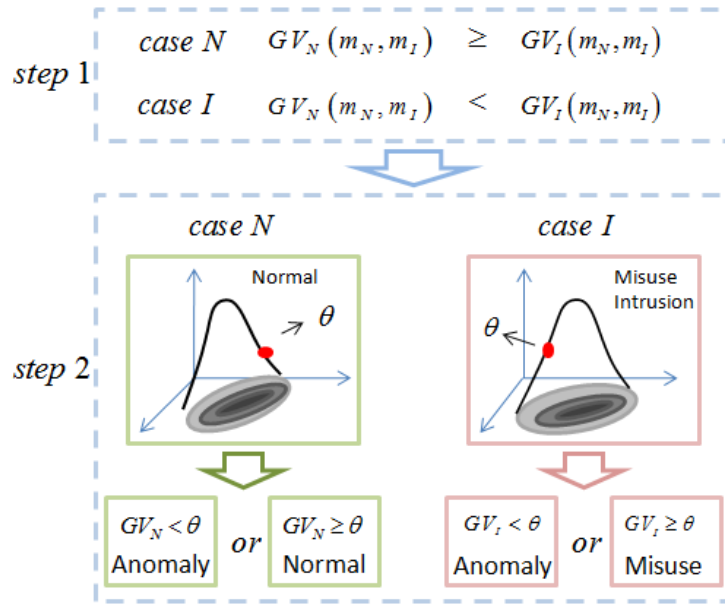 step 1
case N GV_N (m_N, m_I) ≥ GV_I (m_N, m_I)
case I GV_N (m_N, m_I) < GV_I (m_N, m_I)
step 2
case N
Normal
θ
GV_N < θ
Anomaly
or
GV_N ≥ θ
Normal
case I
Misuse
Intrusion
θ
GV_I < θ
Anomaly
or
GV_I ≥ θ
Misuse